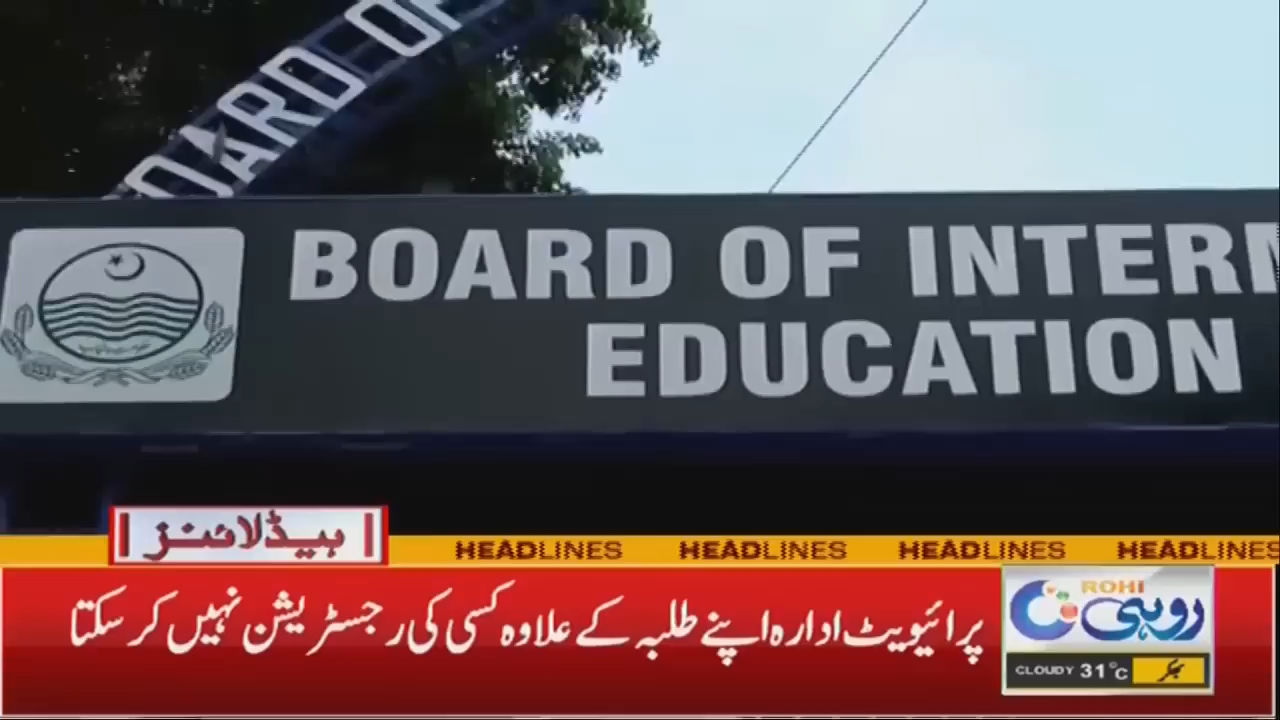 OARD OF
BOARD OF INTERM
EDUCATION
ہیڈلائنز
HEADLINES HEADLINES HEADLINES HEADLINES
پرائیویٹ ادارہ اپنے طلبہ کے علاوہ کسی کی رجسٹریشن نہیں کر سکتا
ROHI
روہی
CLOUDY 31°C بھکر